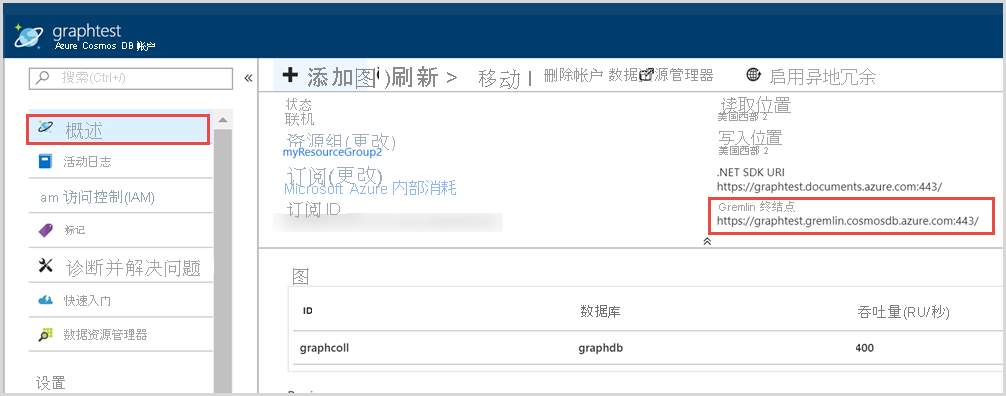 graphtest
Azure Cosmos DB 帐户
搜索(Ctrl+/)
概述
活动日志
am 访问控制(IAM)
标记
诊断并解决问题
快速入门
数据资源管理器
设置
添加图) 刷新 > 移动 | 删除帐户 数据资源管理器 启用异地冗余
状态
联机
资源组(更改)
myResourceGroup2
订阅(更改)
Microsoft Azure 内部消耗
订阅 ID
读取位置
美国西部 2
写入位置
美国西部 2
.NET SDK URI
https://graphtest.documents.azure.com:443/
Gremlin 终结点
https://graphtest.gremlin.cosmosdb.azure.com:443/
图
ID 数据库 吞吐量(RU/秒)
graphcoll graphdb 400